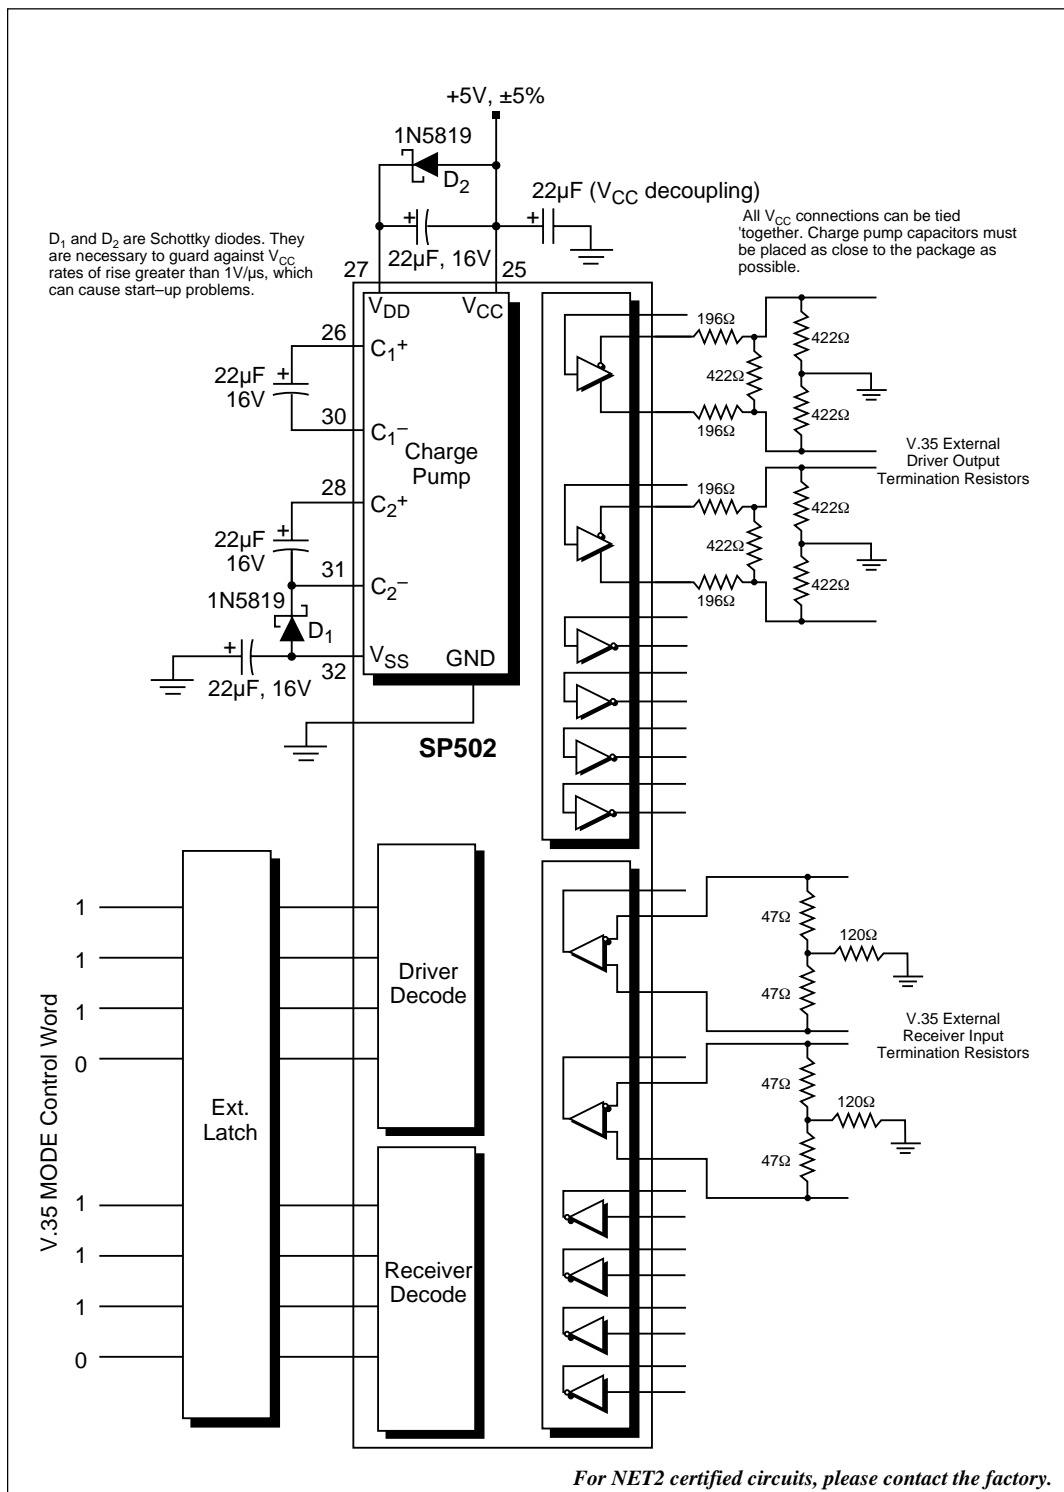 +5V, ±5%
1N5819
D2
22µF (VCC decoupling)
22µF, 16V
D1 and D2 are Schottky diodes. They
are necessary to guard against VCC
rates of rise greater than 1V/µs, which
can cause start–up problems.
All VCC connections can be tied
'together. Charge pump capacitors must
be placed as close to the package as
possible.
27
25
VDD
VCC
26
C1+
22µF
16V
30
C1–
Charge
Pump
28
C2+
22µF
16V
31
C2–
1N5819
D1
VSS
32
22µF, 16V
GND
SP502
196Ω
422Ω
422Ω
196Ω
422Ω
V.35 External
Driver Output
Termination Resistors
196Ω
422Ω
422Ω
196Ω
422Ω
V.35 MODE Control Word
1
1
1
0
1
1
1
0
Ext.
Latch
Driver
Decode
Receiver
Decode
47Ω
120Ω
47Ω
V.35 External
Receiver Input
Termination Resistors
47Ω
120Ω
47Ω
For NET2 certified circuits, please contact the factory.